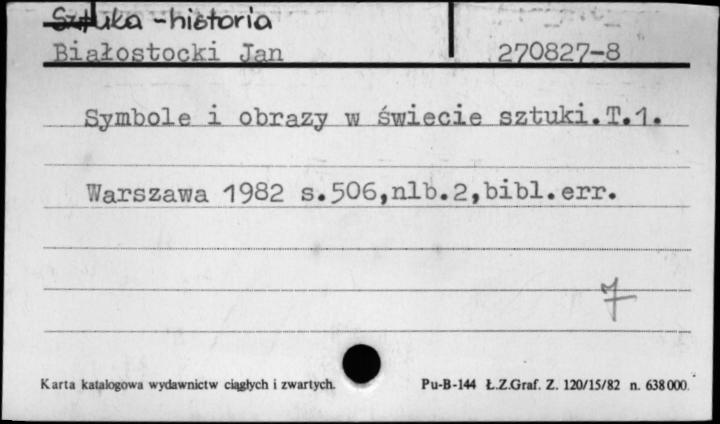 Sztuka - historia
Białostocki Jan 270827-8
Symbole i obrazy w świecie sztuki.T.1.
Warszawa 1982 s.506,nlb.2,bibl.err.
7
Karta katalogowa wydawnictw ciągłych i zwartych. Pu-B-144 Ł.Z.Graf. Z. 120/15/82 n. 638000.